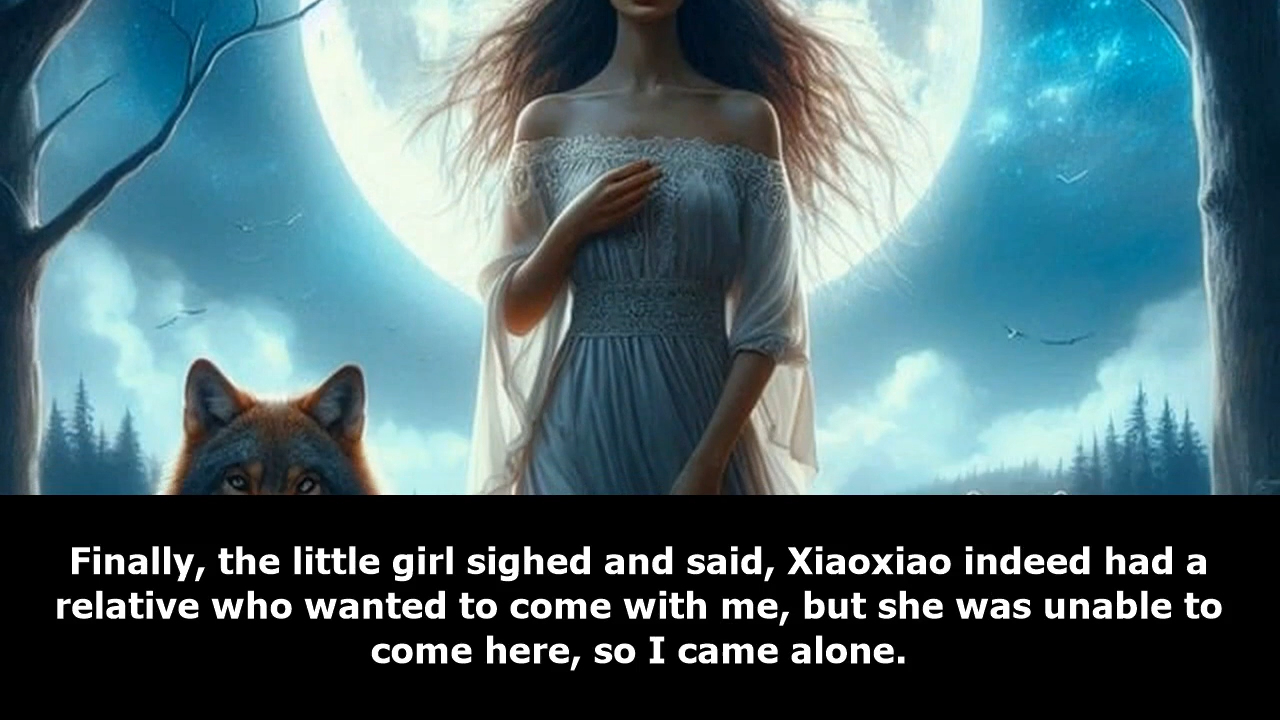 Finally, the little girl sighed and said, Xiaoxiao indeed had a
relative who wanted to come with me, but she was unable to
come here, so I came alone.